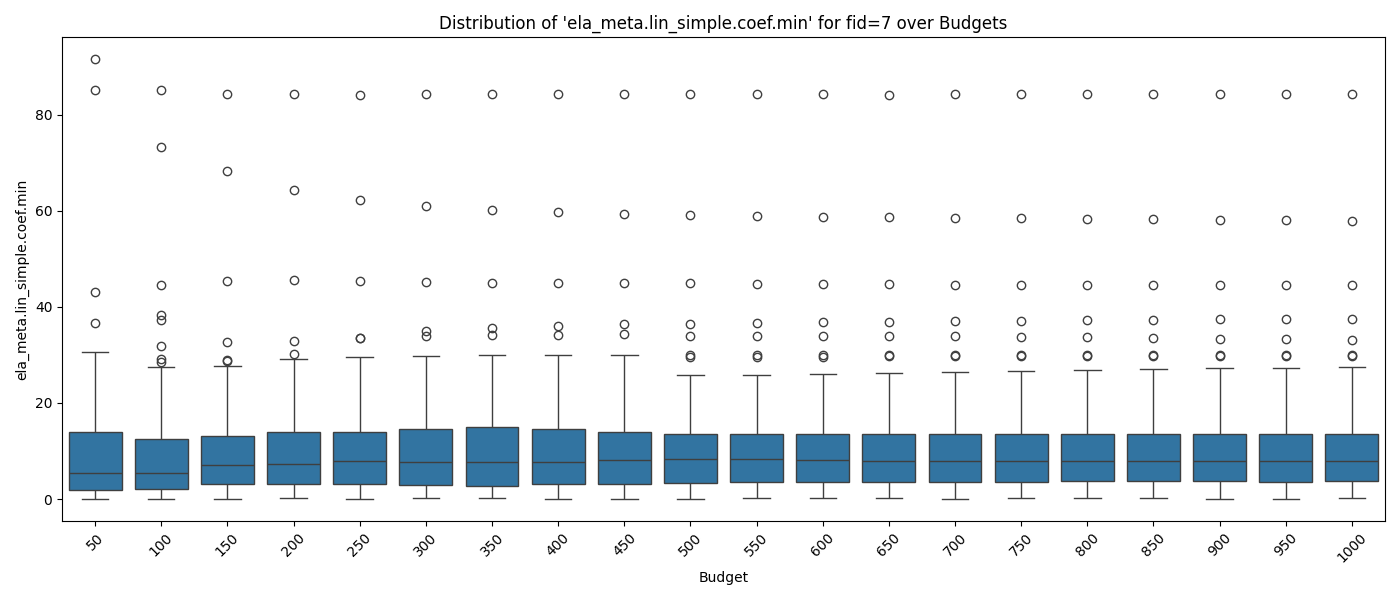 Distribution of 'ela_meta.lin_simple.coef.min' for fid=7 over Budgets
ela_meta.lin_simple.coef.min
80
60
40
20
0
50 100 150 200 250 300 350 400 450 500 550 600 650 700 750 800 850 900 950 1000
Budget